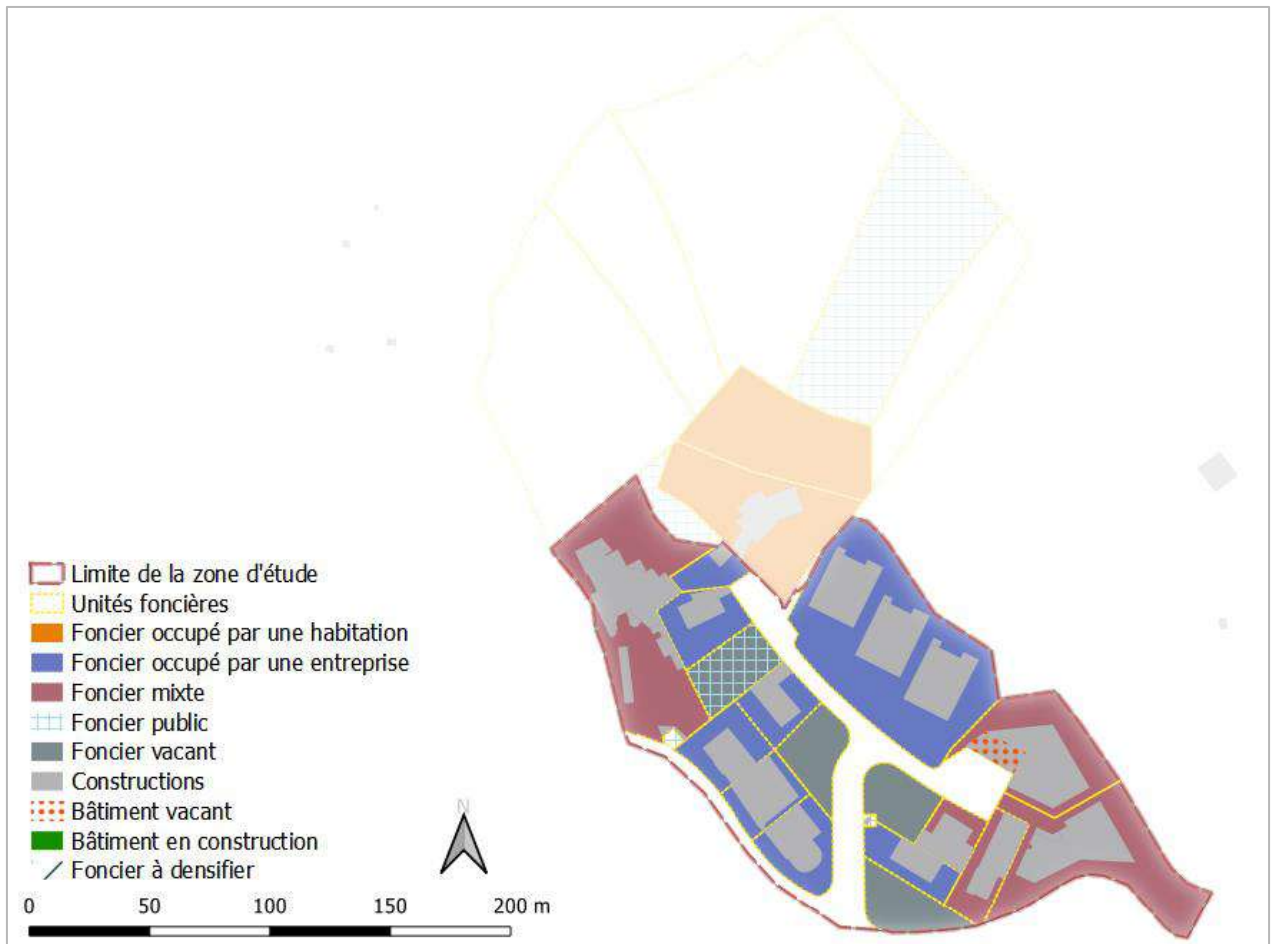 Limite de la zone d'étude
Unités foncières
Foncier occupé par une habitation
Foncier occupé par une entreprise
Foncier mixte
Foncier public
Foncier vacant
Constructions
Bâtiment vacant
Bâtiment en construction
Foncier à densifier
N
0 50 100 150 200 m